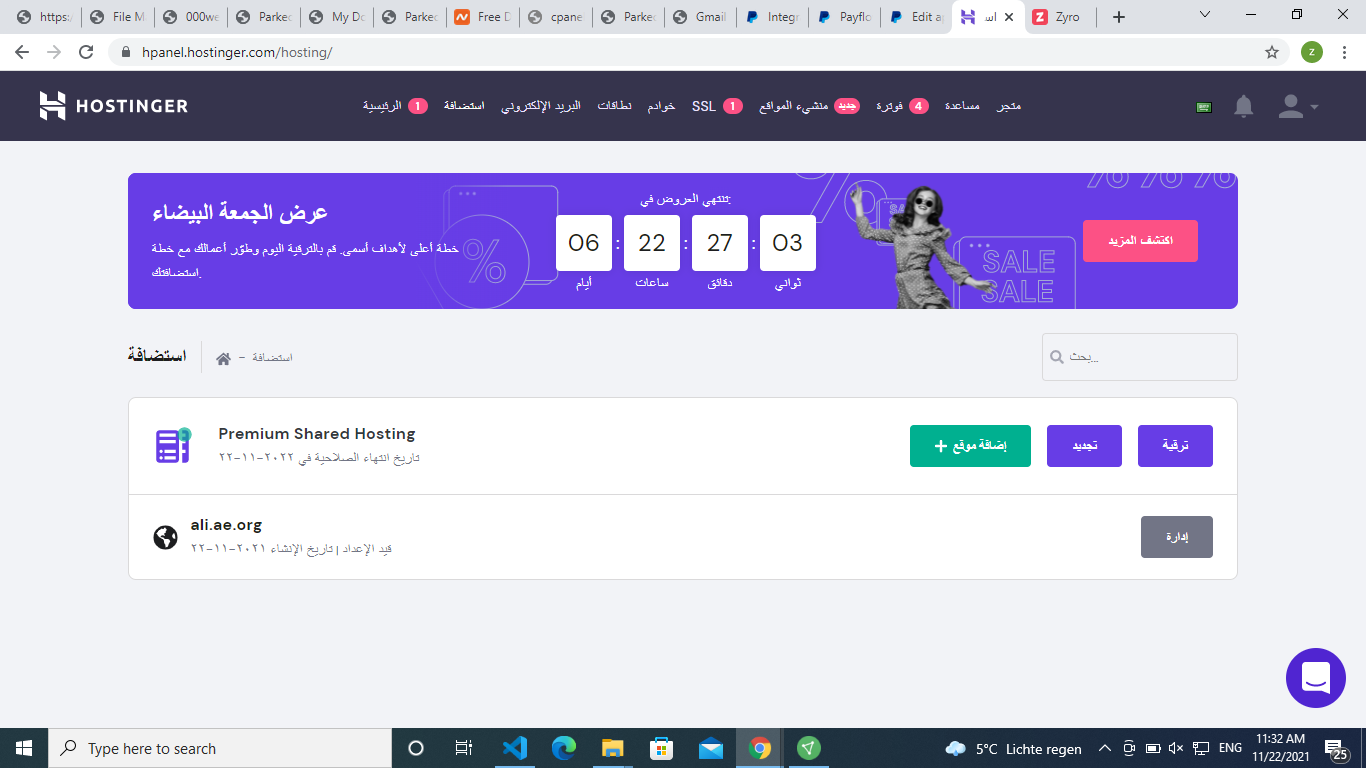 https:/
File M
000we
Parked
My Do
Parked
Free D
cpane
Parked
Gmail
Integr
Payflo
Edit ap
اس
Zyro
hpanel.hostinger.com/hosting/
HOSTINGER
الرئيسية 1
استضافة
البريد الإلكتروني
نطاقات
خوادم
SSL 1
منشيء المواقع جديد
فوترة 4
مساعدة
متجر
عرض الجمعة البيضاء
خطة أعلى لأهداف أسمى. قم بالترقية اليوم وطوّر أعمالك مع خطة
استضافتك.
تنتهي العروض في:
06 : 22 : 27 : 03
أيام ساعات دقائق ثواني
SALE
SALE
SALE
اكتشف المزيد
استضافة
– استضافة
بحث...
Premium Shared Hosting
تاريخ انتهاء الصلاحية في ٢٠٢٢-١١-٢٢
إضافة موقع +
تجديد
ترقية
ali.ae.org
قيد الإعداد | تاريخ الإنشاء ٢٠٢١-١١-٢٢
إدارة
Type here to search
5°C Lichte regen
ENG
11:32 AM
11/22/2021
25